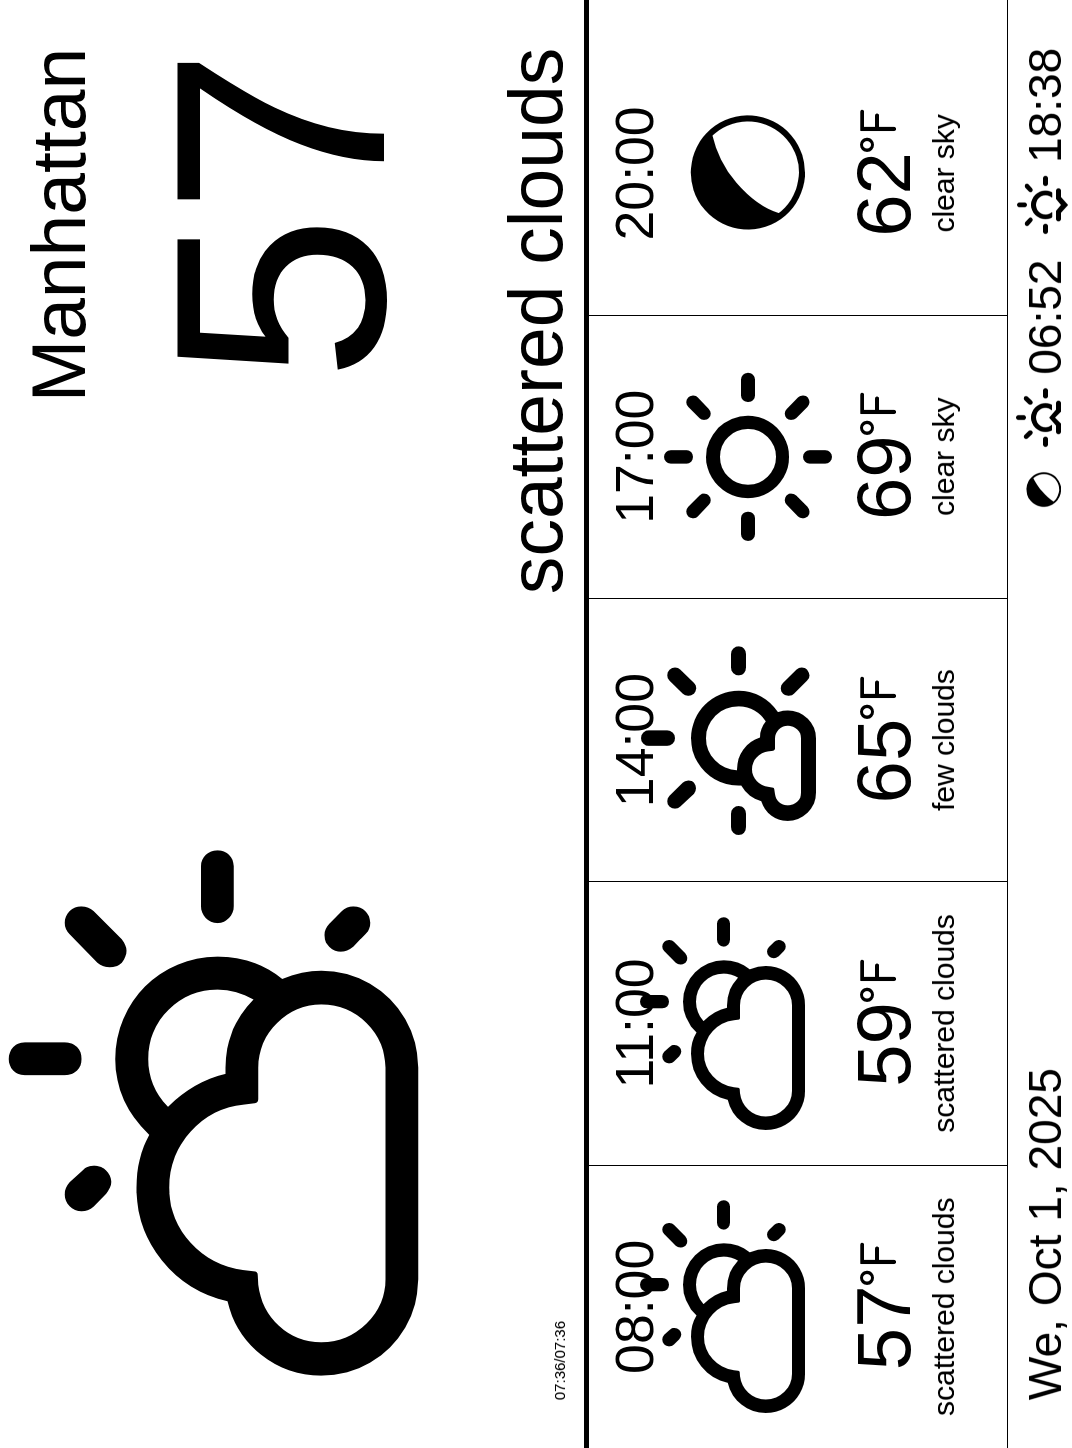 Manhattan
57
scattered clouds
07:36/07:36
08:00 11:00 14:00 17:00 20:00
57°F 59°F 65°F 69°F 62°F
scattered clouds scattered clouds few clouds clear sky clear sky
We, Oct 1, 2025 06:52 18:38